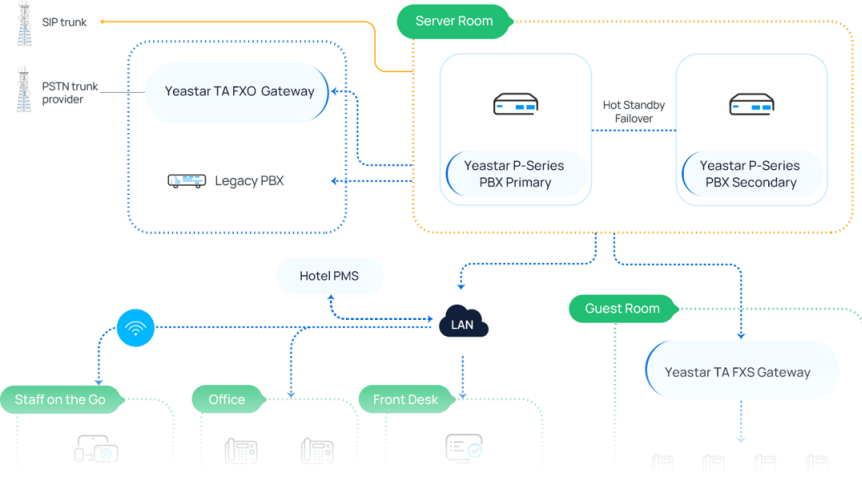 SIP trunk
Server Room
PSTN trunk
provider
Yeastar TA FXO Gateway
Legacy PBX
Hot Standby
Failover
Yeastar P-Series
PBX Primary
Yeastar P-Series
PBX Secondary
Hotel PMS
LAN
Guest Room
Yeastar TA FXS Gateway
Staff on the Go
Office
Front Desk